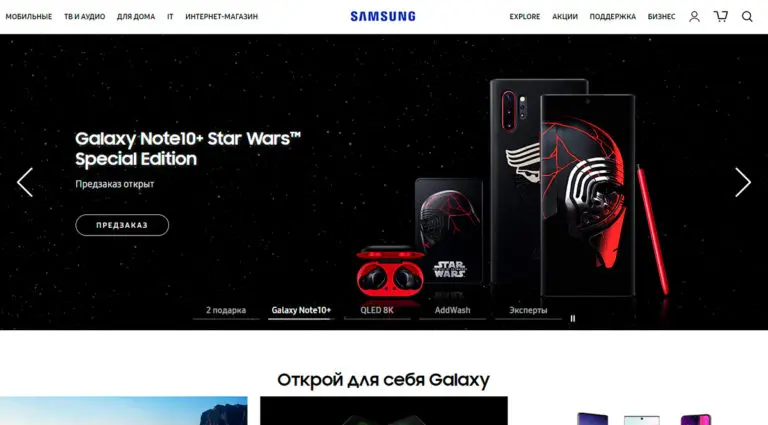 МОБИЛЬНЫЕ ТВ И АУДИО ДЛЯ ДОМА IT ИНТЕРНЕТ-МАГАЗИН SAMSUNG EXPLORE АКЦИИ ПОДДЕРЖКА БИЗНЕС
Galaxy Note10+ Star Wars™
Special Edition
Предзаказ открыт
ПРЕДЗАКАЗ
STAR
WARS
2 подарка Galaxy Note10+ QLED 8K AddWash Эксперты
Открой для себя Galaxy